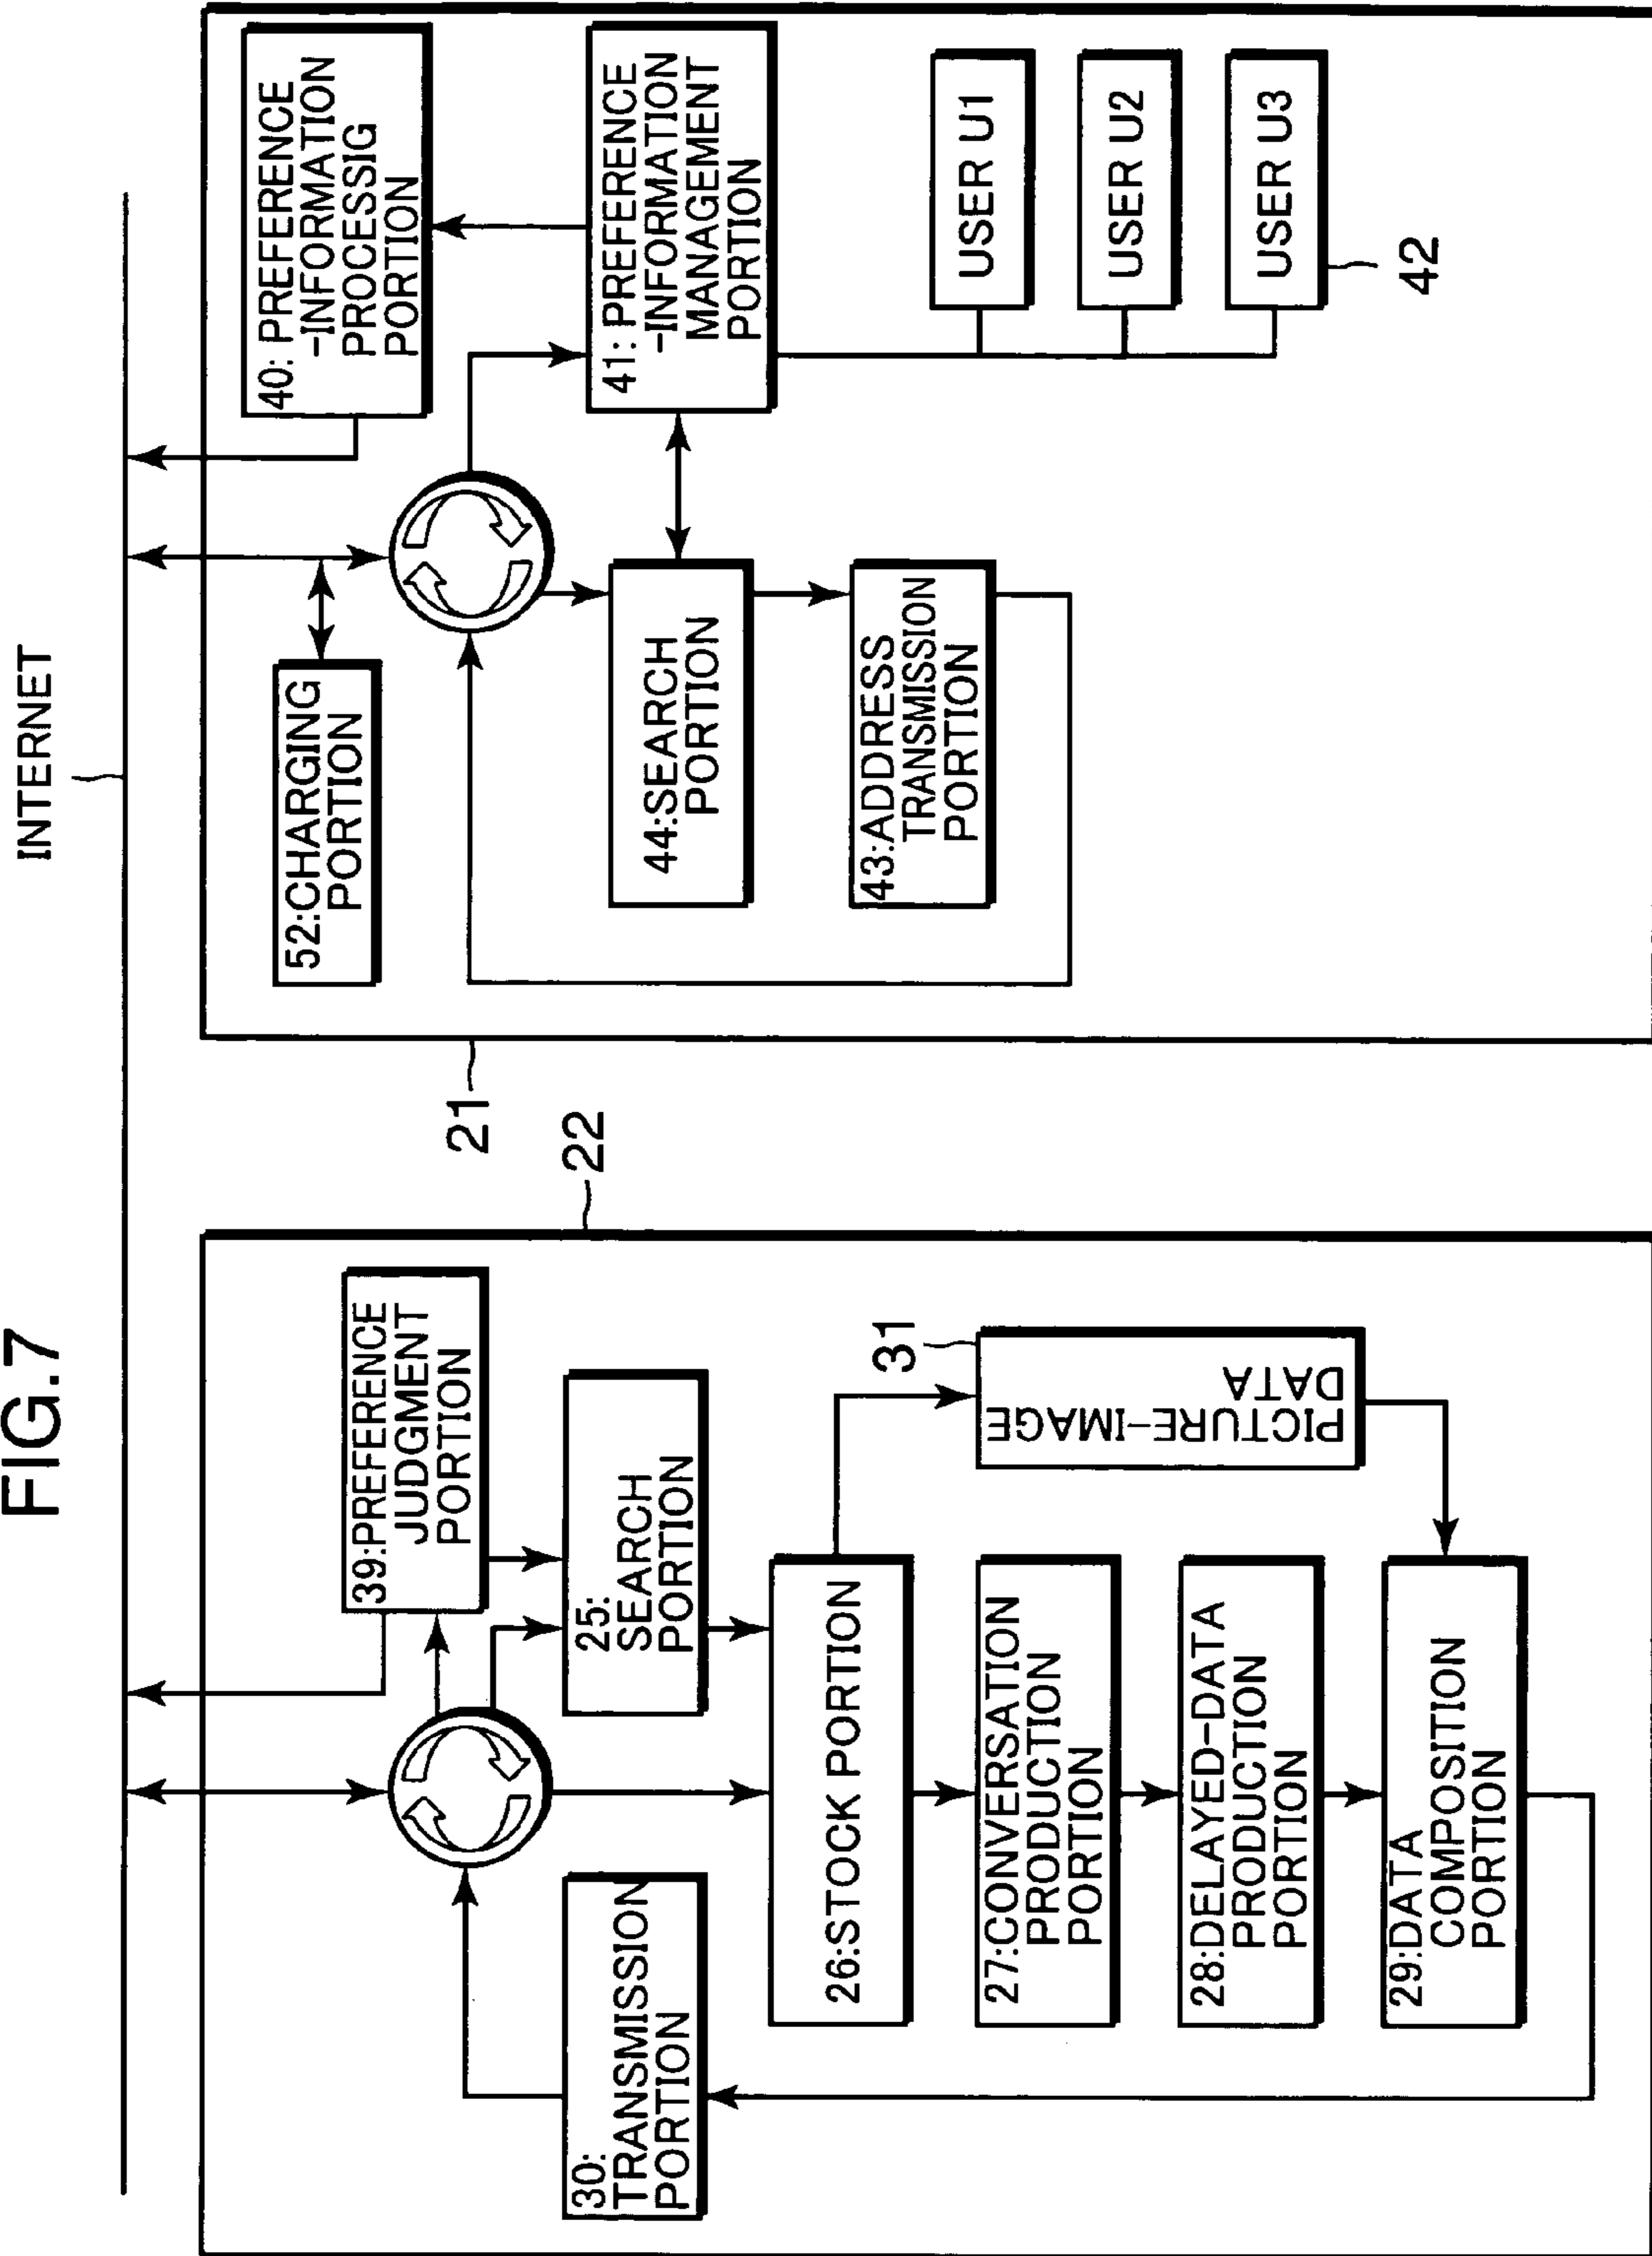 FIG.7
INTERNET
22
39:PREFERENCE
JUDGMENT
PORTION
25:
SEARCH
PORTION
30:
TRANSMISSION
PORTION
26:STOCK PORTION
31
PICTURE-IMAGE
DATA
27:CONVERSATION
PRODUCTION
PORTION
28:DELAYED-DATA
PRODUCTION
PORTION
29:DATA
COMPOSITION
PORTION
21
52:CHARGING
PORTION
40: PREFERENCE
-INFORMATION
PROCESSIG
PORTION
41: PREFERENCE
-INFORMATION
MANAGEMENT
PORTION
44:SEARCH
PORTION
43:ADDRESS
TRANSMISSION
PORTION
USER U1
USER U2
USER U3
42